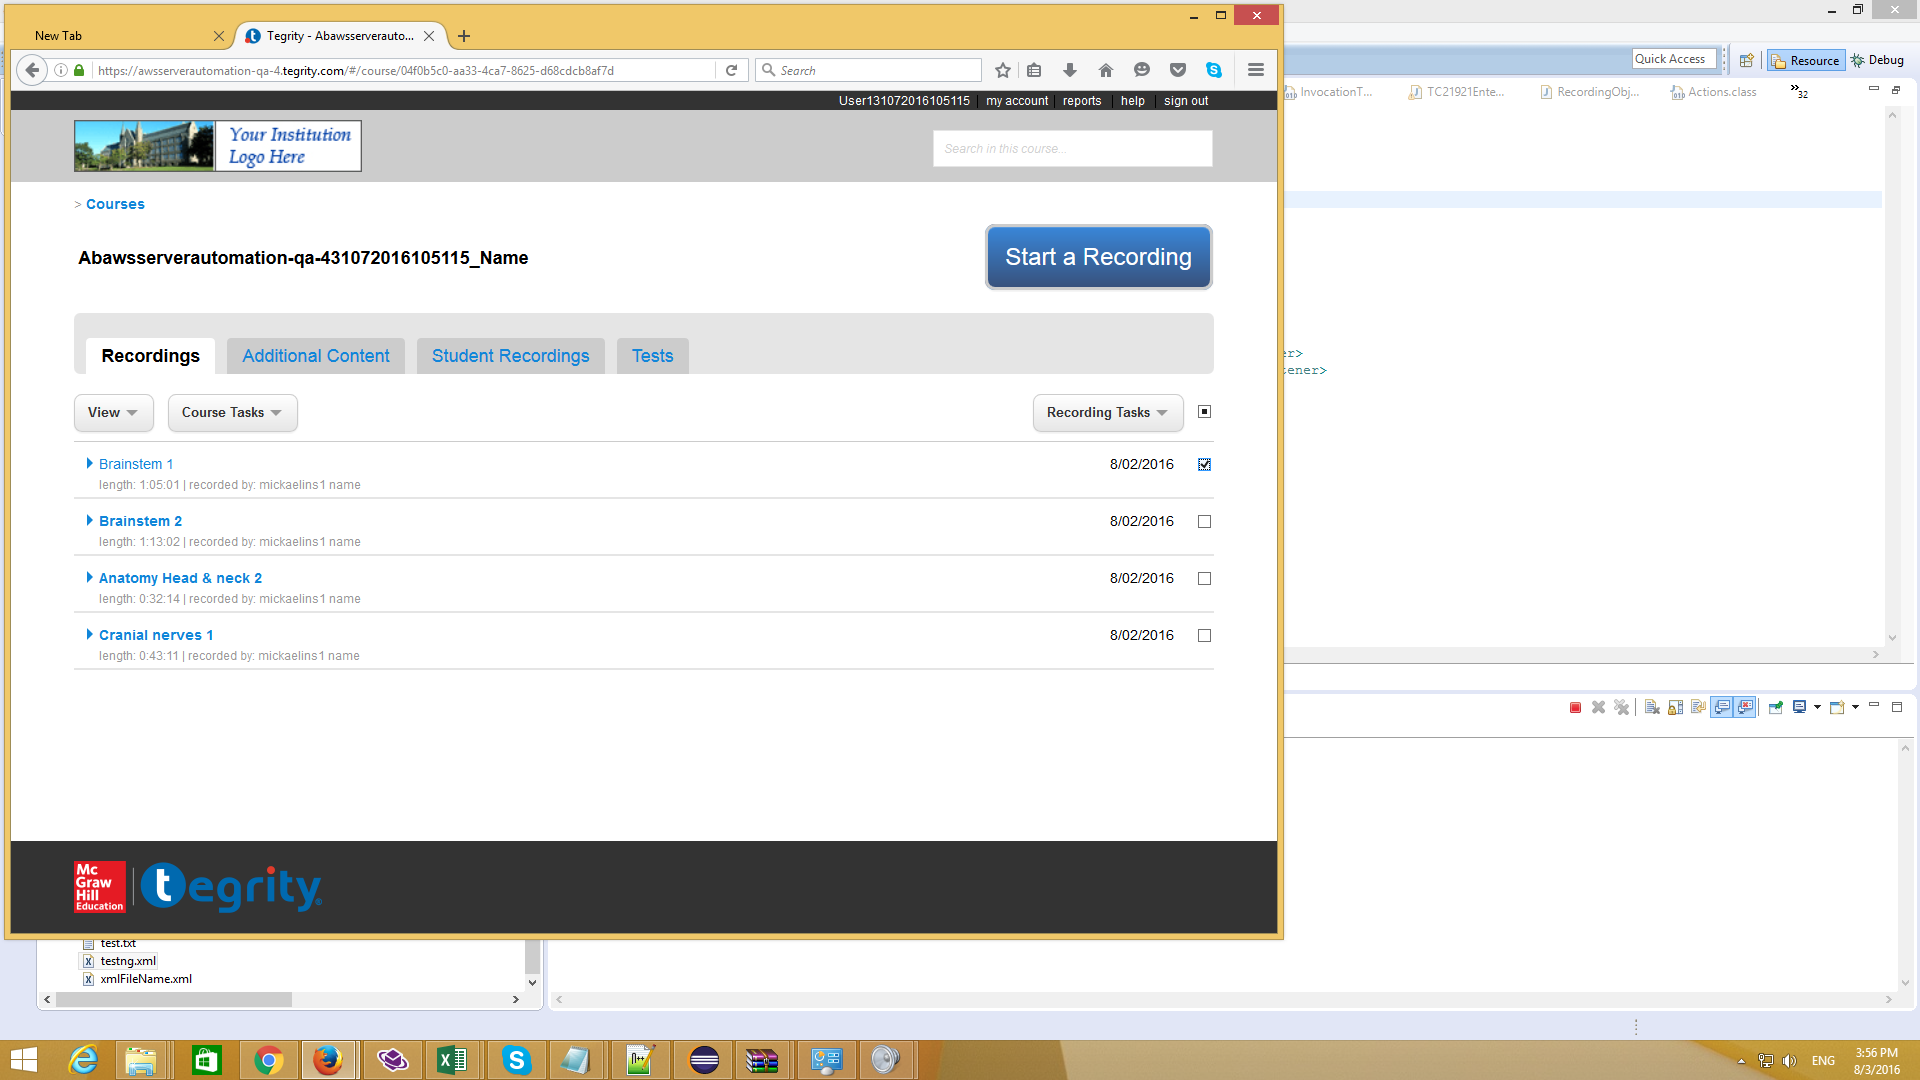 New Tab
Tegrity - Abawsserverauto...
Quick Access
Resource
Debug
https://awsserverautomation-qa-4.tegrity.com/#/course/04f0b5c0-aa33-4ca7-8625-d68cdcb8af7d
Search
InvocationT...
TC21921Ente...
RecordingObj...
Actions.class
32
User131072016105115
my account
reports
help
sign out
Your Institution
Logo Here
Search in this course...
> Courses
Abawsserverautomation-qa-431072016105115_Name
Start a Recording
Recordings
Additional Content
Student Recordings
Tests
er>
tener>
View
Course Tasks
Recording Tasks
Brainstem 1
8/02/2016
length: 1:05:01 | recorded by: mickaelins1 name
Brainstem 2
8/02/2016
length: 1:13:02 | recorded by: mickaelins1 name
Anatomy Head & neck 2
8/02/2016
length: 0:32:14 | recorded by: mickaelins1 name
Cranial nerves 1
8/02/2016
length: 0:43:11 | recorded by: mickaelins1 name
Mc
Graw
Hill
Education
tegrity
test.txt
testng.xml
xmlFileName.xml
ENG
3:56 PM
8/3/2016